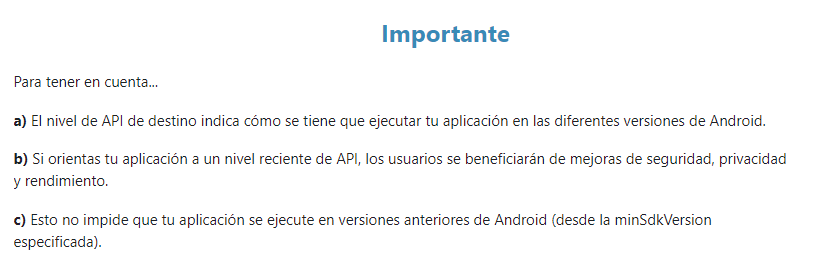 Importante
Para tener en cuenta...
a) El nivel de API de destino indica cómo se tiene que ejecutar tu aplicación en las diferentes versiones de Android.
b) Si orientas tu aplicación a un nivel reciente de API, los usuarios se beneficiarán de mejoras de seguridad, privacidad
y rendimiento.
c) Esto no impide que tu aplicación se ejecute en versiones anteriores de Android (desde la minSdkVersion
especificada).